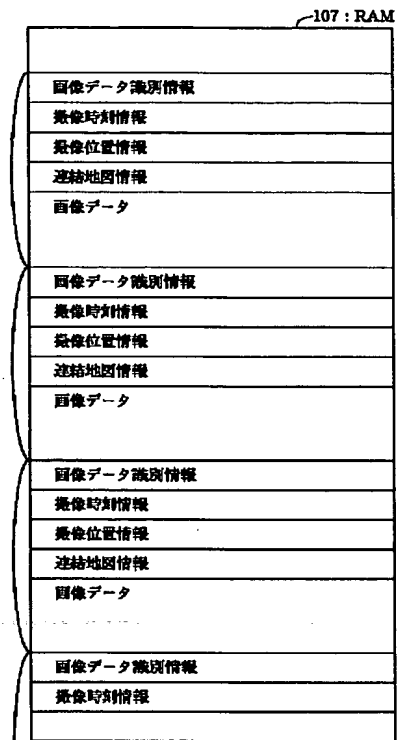 107 : RAM
画像データ識別情報
撮像時刻情報
撮像位置情報
連結地図情報
画像データ
画像データ識別情報
撮像時刻情報
撮像位置情報
連結地図情報
画像データ
画像データ識別情報
撮像時刻情報
撮像位置情報
連結地図情報
画像データ
画像データ識別情報
撮像時刻情報